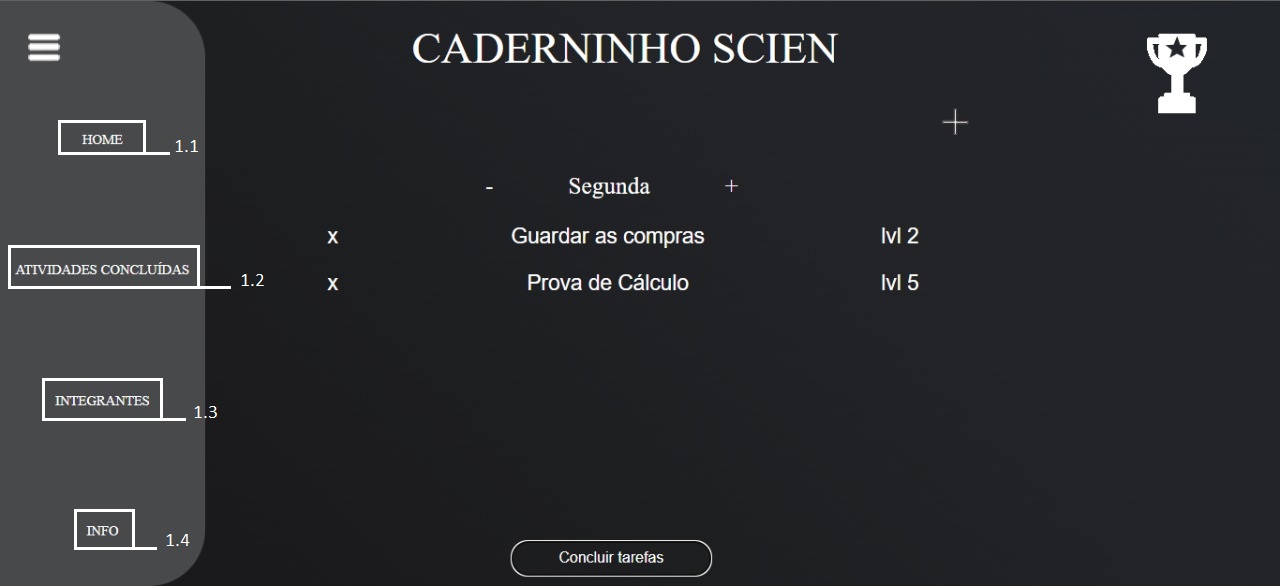 CADERNINHO SCIEN
+
HOME 1.1
- Segunda +
x Guardar as compras lvl 2
ATIVIDADES CONCLUÍDAS 1.2
x Prova de Cálculo lvl 5
INTEGRANTES 1.3
INFO 1.4
Concluir tarefas